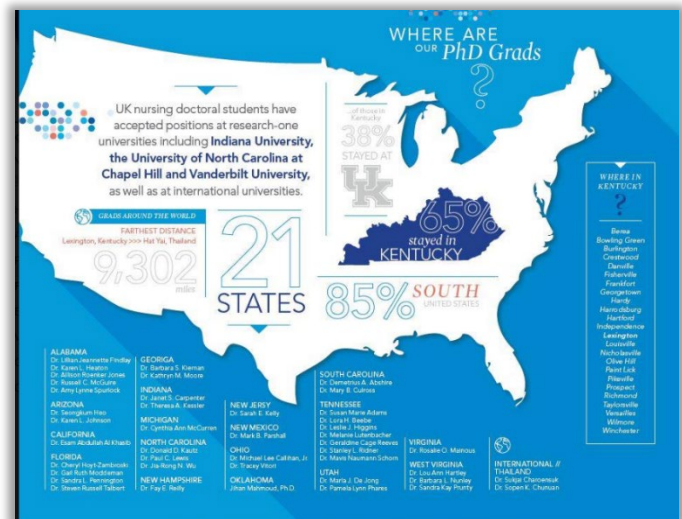 WHERE ARE
OUR PhD Grads
?
UK nursing doctoral students have
accepted positions at research-one
universities including Indiana University,
the University of North Carolina at
Chapel Hill and Vanderbilt University,
as well as at international universities.
...of those in
Kentucky
38%
STAYED AT
UK
65%
stayed in
KENTUCKY
GRADS AROUND THE WORLD
FARTHEST DISTANCE
Lexington, Kentucky >>> Hat Yai, Thailand
9,302
miles
21
STATES
85% SOUTH
UNITED STATES
WHERE IN
KENTUCKY
?
Berea
Bowling Green
Burlington
Crestwood
Danville
Fisherville
Frankfort
Georgetown
Hardy
Harrodsburg
Hartford
Independence
Lexington
Louisville
Nicholasville
Olive Hill
Paint Lick
Pikeville
Prospect
Richmond
Taylorsville
Versailles
Wilmore
Winchester
ALABAMA
Dr. Lillian Jeannette Findlay
Dr. Karen L. Heaton
Dr. Allison Roenker Jones
Dr. Russell C. McGuire
Dr. Amy Lynne Spurlock
ARIZONA
Dr. Seongkum Heo
Dr. Karen L. Johnson
CALIFORNIA
Dr. Esam Abdullah Al Khasib
FLORIDA
Dr. Cheryl Hoyt-Zambroski
Dr. Gail Ruth Moddeman
Dr. Sandra L. Pennington
Dr. Steven Russell Talbert
GEORIGA
Dr. Barbara S. Kiernan
Dr. Kathryn M. Moore
INDIANA
Dr. Janet S. Carpenter
Dr. Theresa A. Kessler
MICHIGAN
Dr. Cynthia Ann McCurren
NORTH CAROLINA
Dr. Donald D. Kautz
Dr. Paul C. Lewis
Dr. Jia-Rong N. Wu
NEW HAMPSHIRE
Dr. Fay E. Reilly
NEW JERSY
Dr. Sarah E. Kelly
NEW MEXICO
Dr. Mark B. Parshall
OHIO
Dr. Michael Lee Callihan, Jr
Dr. Tracey Vitori
OKLAHOMA
Jihan Mahmoud, Ph.D.
SOUTH CAROLINA
Dr. Demetrius A. Abshire
Dr. Mary B. Culross
TENNESSEE
Dr. Susan Marie Adams
Dr. Lora H. Beebe
Dr. Leslie J. Higgins
Dr. Melanie Lutenbacher
Dr. Geraldine Cage Reeves
Dr. Stanley L. Ridner
Dr. Mavis Naumann Schorn
UTAH
Dr. Marla J. De Jong
Dr. Pamela Lynn Phares
VIRGINIA
Dr. Rosalie O. Mainous
WEST VIRGINIA
Dr. Lou Ann Hartley
Dr. Barbara L. Nunley
Dr. Sandra Kay Prunty
INTERNATIONAL //
THAILAND
Dr. Sukjai Charoensuk
Dr. Sopen K. Chunuan